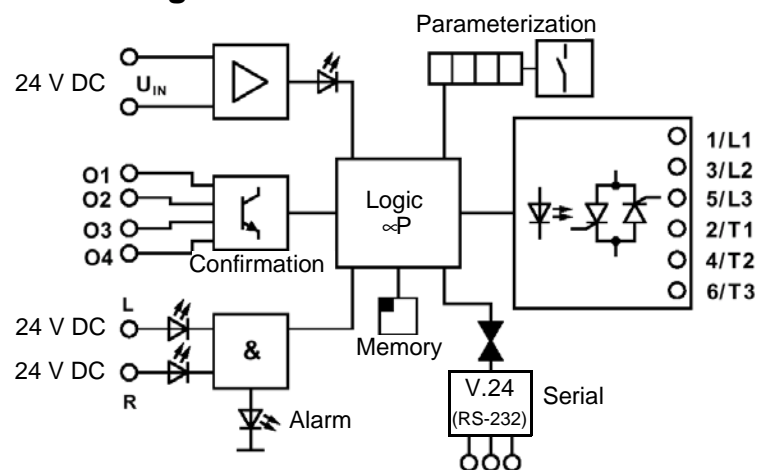 Parameterization
24 V DC
UIN
1/L1
3/L2
5/L3
2/T1
4/T2
6/T3
O1
O2
O3
O4
Confirmation
Logic
∝P
L
24 V DC
24 V DC
R
&
Alarm
Memory
V.24
(RS-232)
Serial